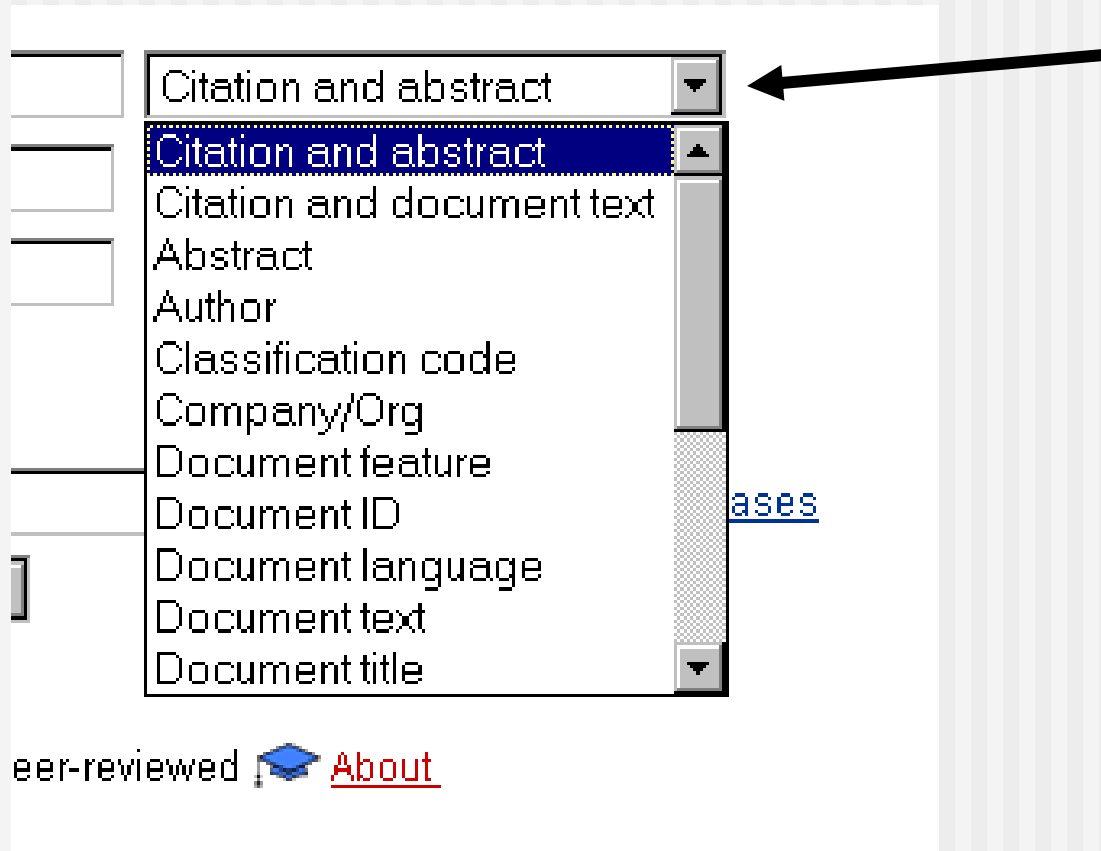 Citation and abstract
Citation and abstract
Citation and document text
Abstract
Author
Classification code
Company/Org
Document feature
Document ID
ases
Document language
Document text
Document title
eer-reviewed About